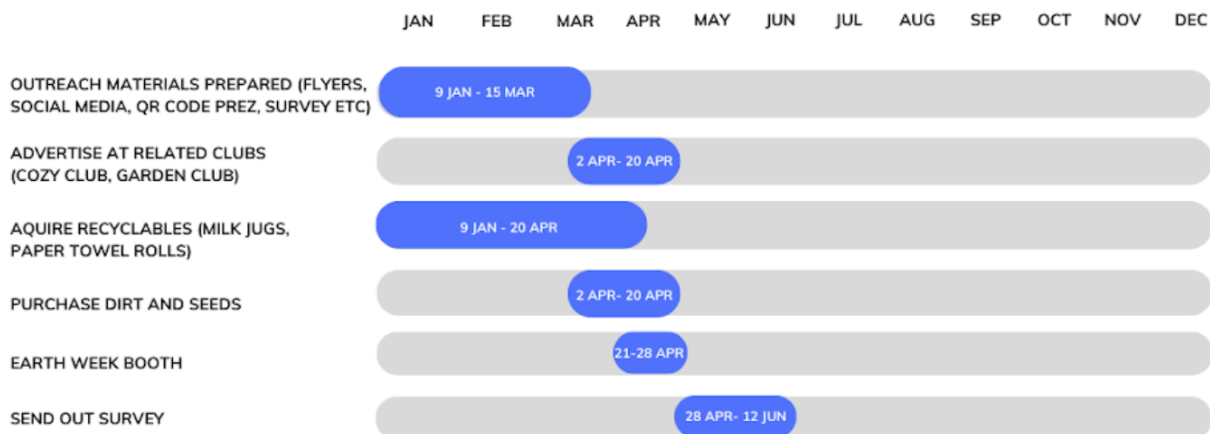 JAN FEB MAR APR MAY JUN JUL AUG SEP OCT NOV DEC
OUTREACH MATERIALS PREPARED (FLYERS,
SOCIAL MEDIA, QR CODE PREZ, SURVEY ETC)
9 JAN - 15 MAR
ADVERTISE AT RELATED CLUBS
(COZY CLUB, GARDEN CLUB)
2 APR- 20 APR
AQUIRE RECYCLABLES (MILK JUGS,
PAPER TOWEL ROLLS)
9 JAN - 20 APR
PURCHASE DIRT AND SEEDS
2 APR- 20 APR
EARTH WEEK BOOTH
21-28 APR
SEND OUT SURVEY
28 APR- 12 JUN